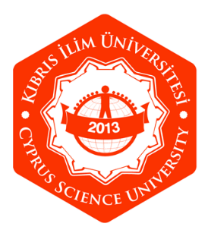 KIBRIS İLİM ÜNİVERSİTESİ
2013
CYPRUS SCIENCE UNIVERSITY